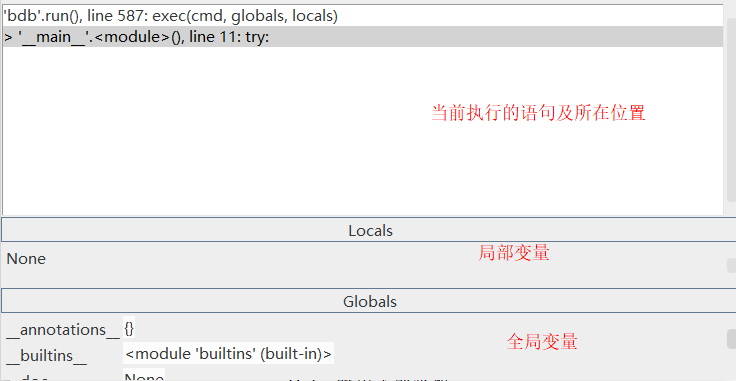 'bdb'.run(), line 587: exec(cmd, globals, locals)
> '__main__'.<module>(), line 11: try:
当前执行的语句及所在位置
Locals
None
局部变量
Globals
__annotations__ {}
__builtins__ <module 'builtins' (built-in)>
全局变量
__doc__ None